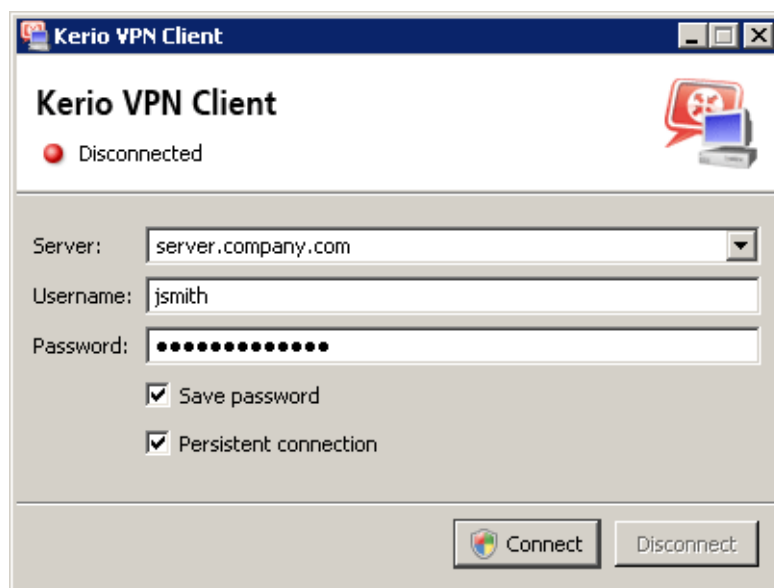 Kerio VPN Client
Kerio VPN Client
Disconnected
Server: server.company.com
Username: jsmith
Password: •••••••••••••
Save password
Persistent connection
Connect Disconnect